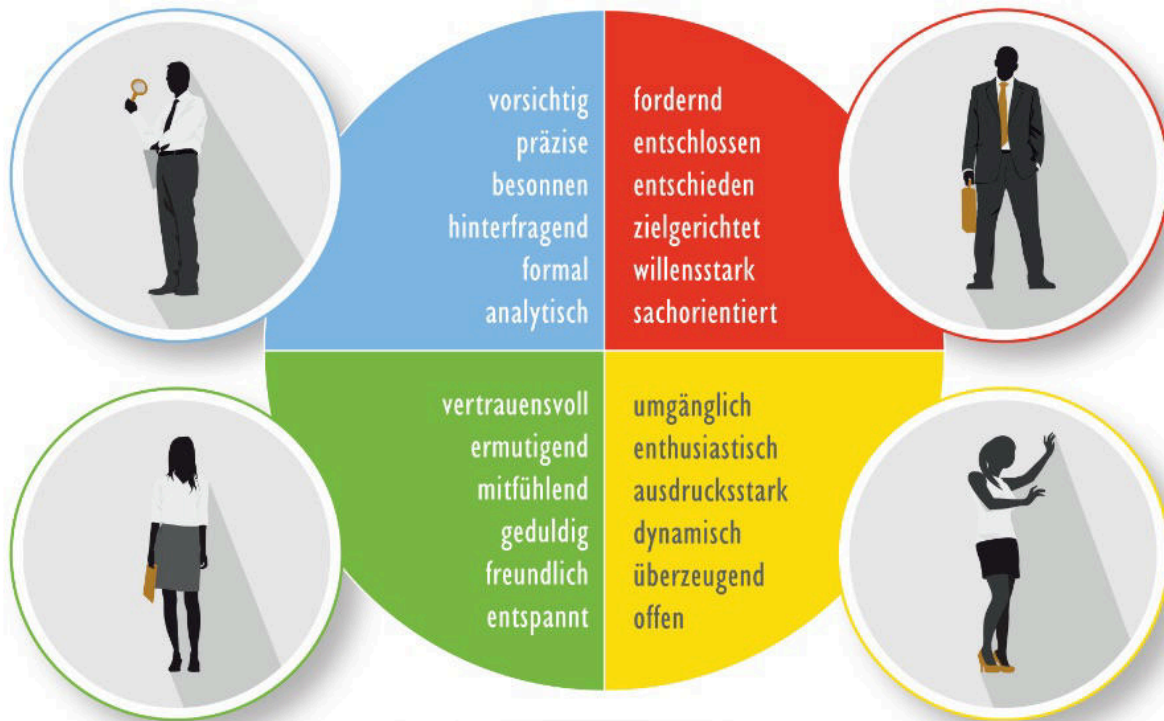 vorsichtig
präzise
besonnen
hinterfragend
formal
analytisch
fordernd
entschlossen
entschieden
zielgerichtet
willensstark
sachorientiert
vertrauensvoll
ermutigend
mitfühlend
geduldig
freundlich
entspannt
umgänglich
enthusiastisch
ausdrucksstark
dynamisch
überzeugend
offen